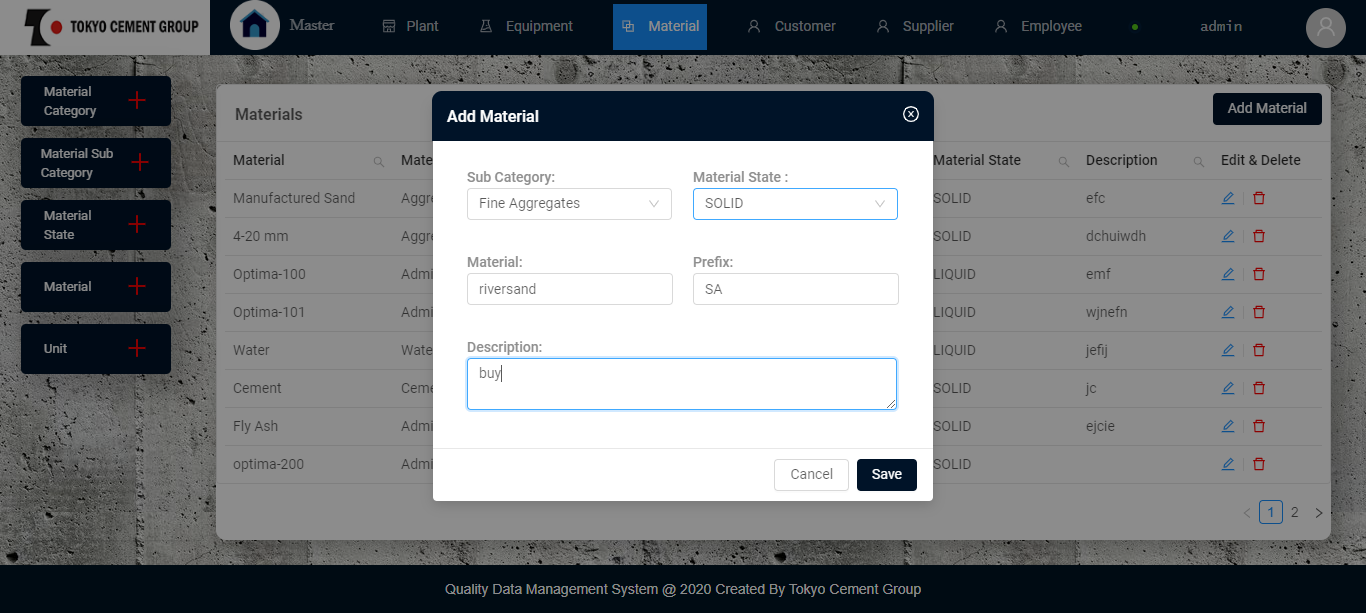 TOKYO CEMENT GROUP
Master
Plant
Equipment
Material
Customer
Supplier
Employee
admin
Material
Category
Material Sub
Category
Material
State
Material
Unit
Materials
Add Material
Material Mate Material State Description Edit & Delete
Manufactured Sand Aggre SOLID efc
4-20 mm Aggre SOLID dchuiwdh
Optima-100 Admi LIQUID emf
Optima-101 Admi LIQUID wjnefn
Water Wate LIQUID jefij
Cement Ceme SOLID jc
Fly Ash Admi SOLID ejcie
optima-200 Admi SOLID
1 2
Add Material
Sub Category: Material State :
Fine Aggregates SOLID
Material: Prefix:
riversand SA
Description:
buy
Cancel Save
Quality Data Management System @ 2020 Created By Tokyo Cement Group